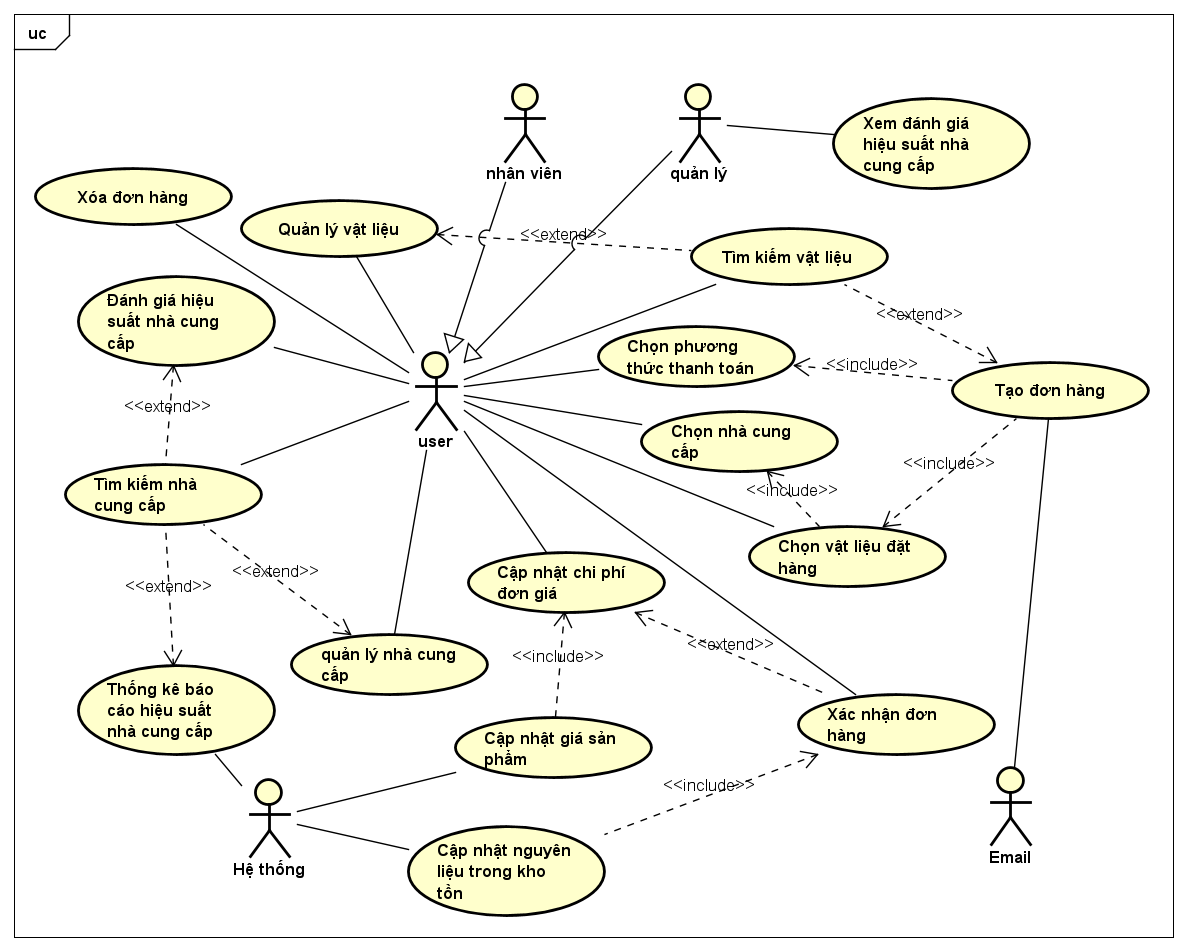 uc
nhân viên
quản lý
Xem đánh giá
hiệu suất nhà
cung cấp
Xóa đơn hàng
Quản lý vật liệu
<<extend>>
Tìm kiếm vật liệu
Đánh giá hiệu
suất nhà cung
cấp
<<extend>>
Chọn phương
thức thanh toán
<<include>>
Tạo đơn hàng
<<extend>>
user
Chọn nhà cung
cấp
<<include>>
Tìm kiếm nhà
cung cấp
<<include>>
Chọn vật liệu đặt
hàng
<<extend>>
<<extend>>
Cập nhật chi phí
đơn giá
quản lý nhà cung
cấp
<<include>>
<<extend>>
Thống kê báo
cáo hiệu suất
nhà cung cấp
Xác nhận đơn
hàng
Cập nhật giá sản
phẩm
<<include>>
Hệ thống
Cập nhật nguyên
liệu trong kho
tồn
Email